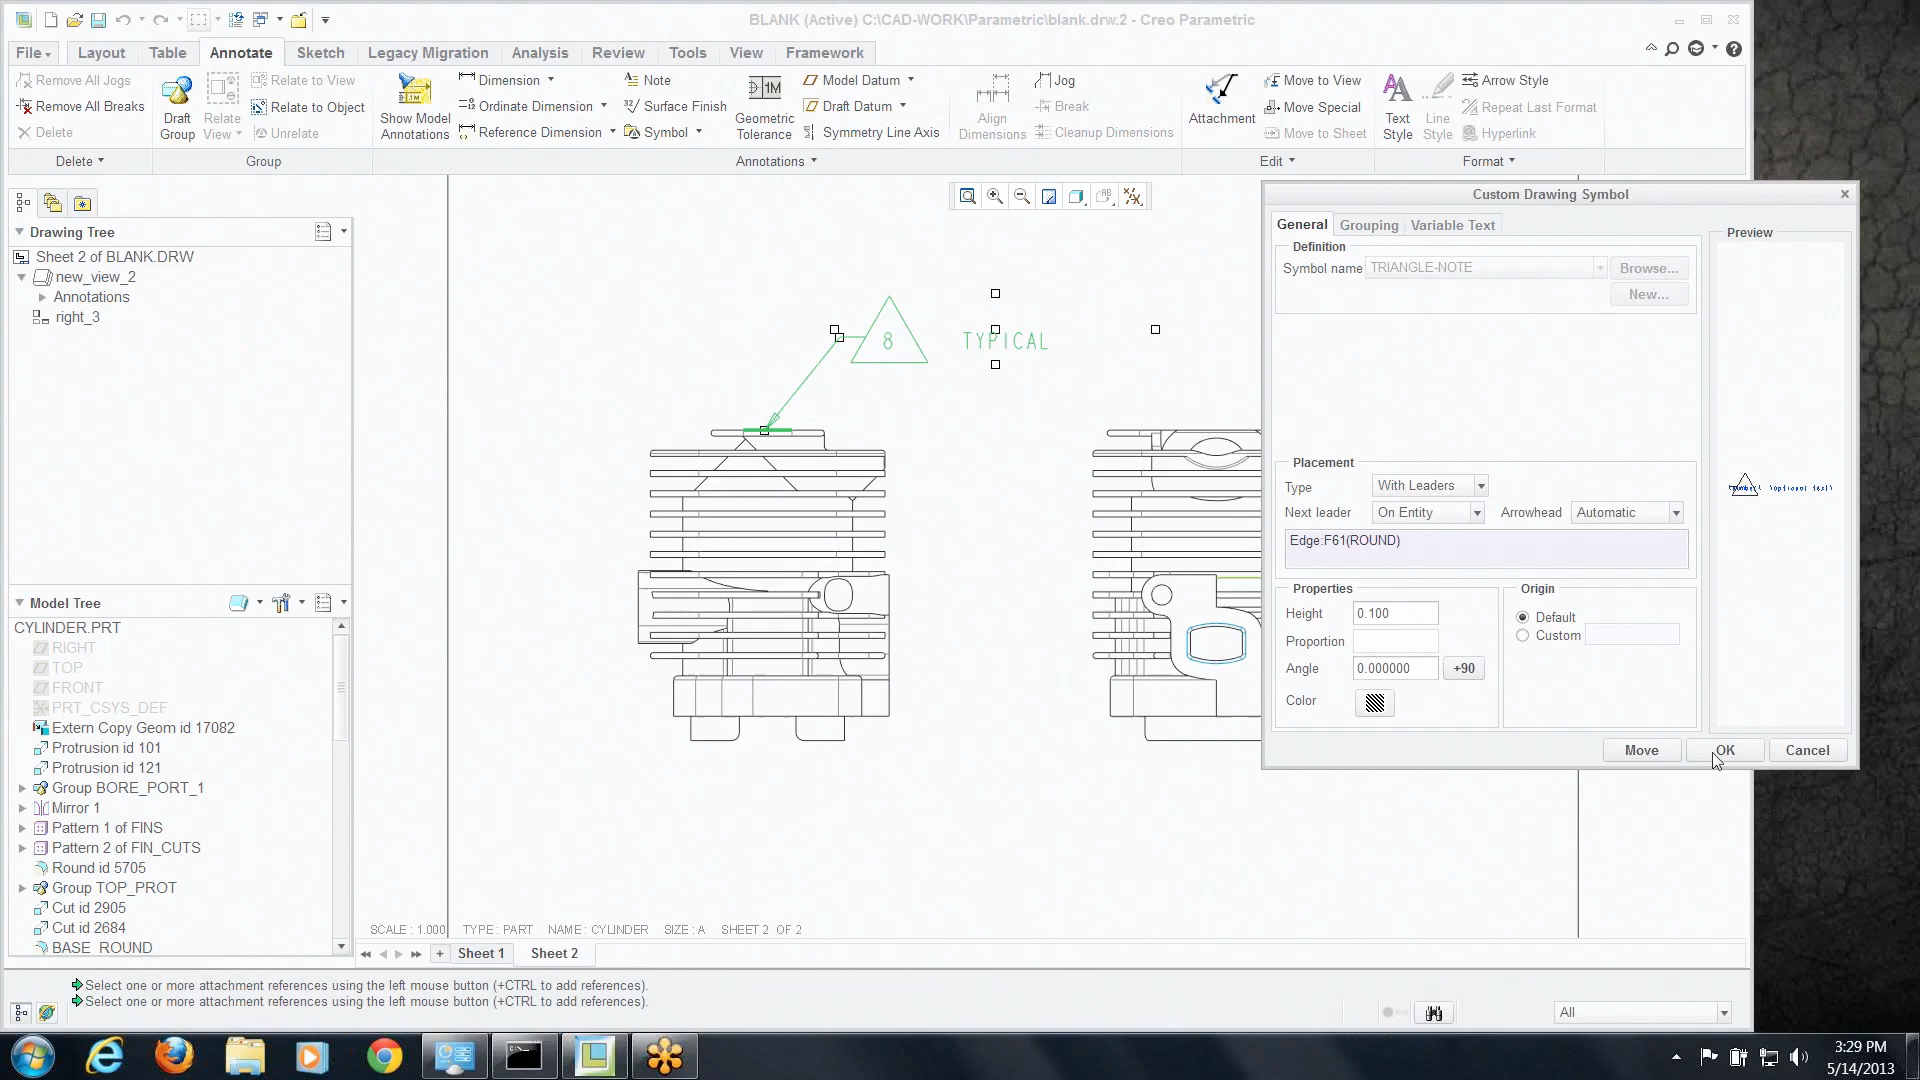 BLANK (Active) C:\CAD-WORK\Parametric\blank.drw.2 - Creo Parametric
File Layout Table Annotate Sketch Legacy Migration Analysis Review Tools View Framework
Remove All Jogs
Remove All Breaks
Delete
Delete
Draft Group
Relate View
Relate to View
Relate to Object
Unrelate
Group
Show Model Annotations
Dimension
Ordinate Dimension
Reference Dimension
Note
Surface Finish
Symbol
Geometric Tolerance
Model Datum
Draft Datum
Symmetry Line Axis
Annotations
Align Dimensions
Jog
Break
Cleanup Dimensions
Attachment
Move to View
Move Special
Move to Sheet
Edit
Text Style
Line Style
Arrow Style
Repeat Last Format
Hyperlink
Format
Drawing Tree
Sheet 2 of BLANK.DRW
new_view_2
Annotations
right_3
Model Tree
CYLINDER.PRT
RIGHT
TOP
FRONT
PRT_CSYS_DEF
Extern Copy Geom id 17082
Protrusion id 101
Protrusion id 121
Group BORE_PORT_1
Mirror 1
Pattern 1 of FINS
Pattern 2 of FIN_CUTS
Round id 5705
Group TOP_PROT
Cut id 2905
Cut id 2684
BASE_ROUND
8 TYPICAL
SCALE : 1.000 TYPE : PART NAME : CYLINDER SIZE : A SHEET 2 OF 2
Sheet 1 Sheet 2
Custom Drawing Symbol
General Grouping Variable Text
Definition
Symbol name TRIANGLE-NOTE Browse...
New...
Preview
Placement
Type With Leaders
Next leader On Entity Arrowhead Automatic
Edge:F61(ROUND)
Properties
Height 0.100
Proportion
Angle 0.000000 +90
Color
Origin
Default
Custom
Move OK Cancel
Select one or more attachment references using the left mouse button (+CTRL to add references).
Select one or more attachment references using the left mouse button (+CTRL to add references).
All
3:29 PM
5/14/2013